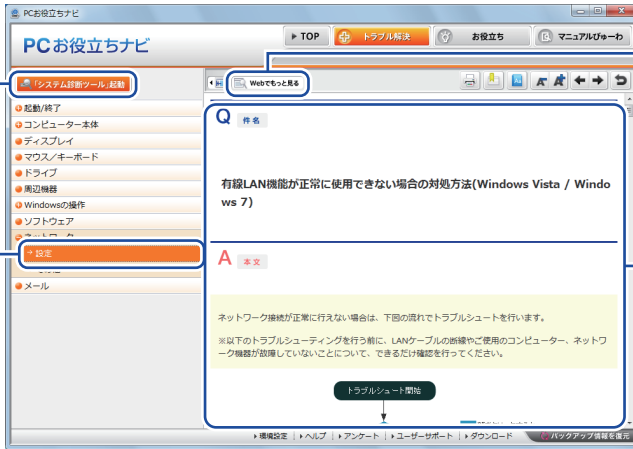 PCお役立ちナビ
PCお役立ちナビ
TOP
トラブル解決
お役立ち
マニュアルびゅーわ
「システム診断ツール」起動
Webでもっと見る
起動/終了
コンピューター本体
ディスプレイ
マウス/キーボード
ドライブ
周辺機器
Windowsの操作
ソフトウェア
設定
メール
Q 件名
有線LAN機能が正常に使用できない場合の対処方法(Windows Vista / Windo
ws 7)
A 本文
ネットワーク接続が正常に行えない場合は、下図の流れでトラブルシュートを行います。
※以下のトラブルシューティングを行う前に、LANケーブルの断線やご使用のコンピューター、ネットワ
ーク機器が故障していないことについて、できるだけ確認を行ってください。
トラブルシュート開始
環境設定 | ヘルプ | アンケート | ユーザーサポート | ダウンロード
バックアップ情報を復元